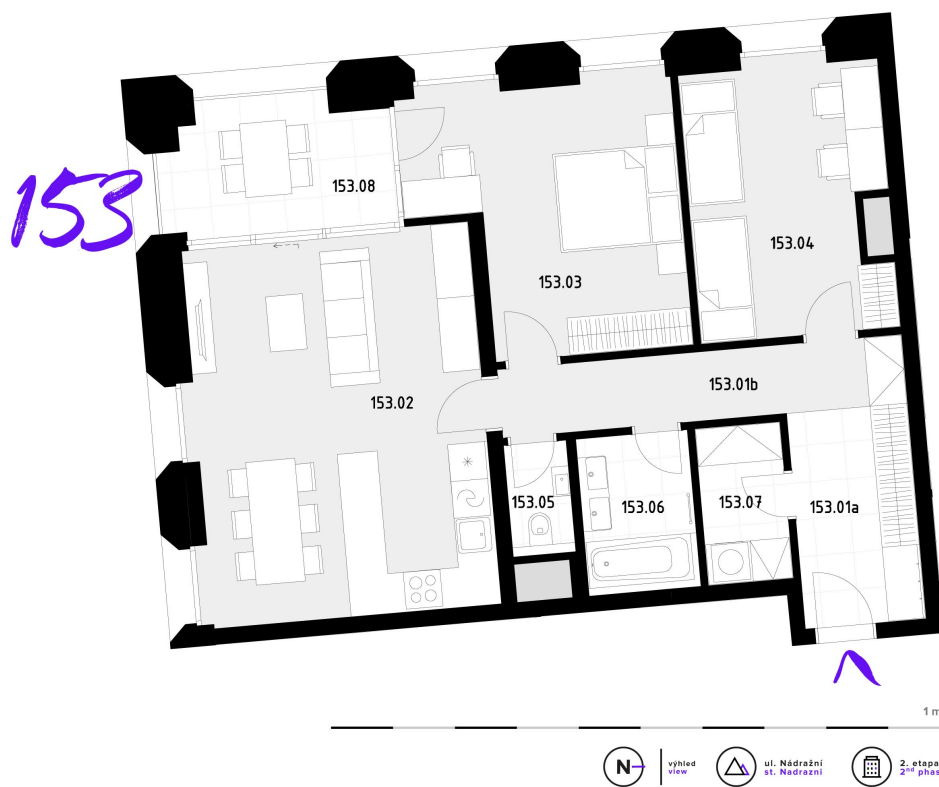 153
153.08
153.04
153.03
153.01b
153.02
153.05
153.06
153.07
153.01a
1 m
N
výhled
view
ul. Nádražní
st. Nadrazni
2. etapa
2nd phas